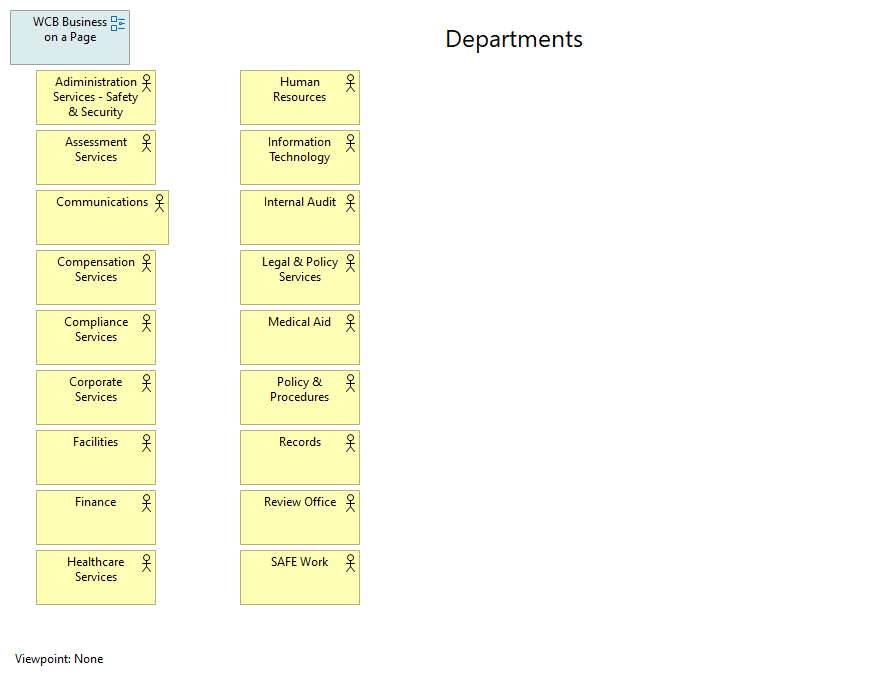 WCB Business
on a Page
Departments
Adiministration
Services - Safety
& Security
Assessment
Services
Communications
Compensation
Services
Compliance
Services
Corporate
Services
Facilities
Finance
Healthcare
Services
Human
Resources
Information
Technology
Internal Audit
Legal & Policy
Services
Medical Aid
Policy &
Procedures
Records
Review Office
SAFE Work
Viewpoint: None